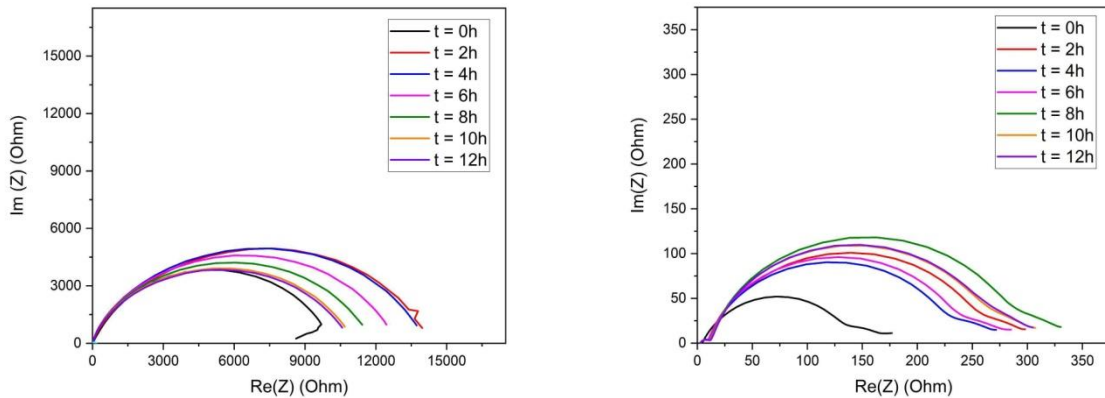 Im (Z) (Ohm)
15000
12000
9000
6000
3000
0
0 3000 6000 9000 12000 15000
Re(Z) (Ohm)
t = 0h
t = 2h
t = 4h
t = 6h
t = 8h
t = 10h
t = 12h
Im(Z) (Ohm)
350
300
250
200
150
100
50
0
0 50 100 150 200 250 300 350
Re(Z) (Ohm)
t = 0h
t = 2h
t = 4h
t = 6h
t = 8h
t = 10h
t = 12h